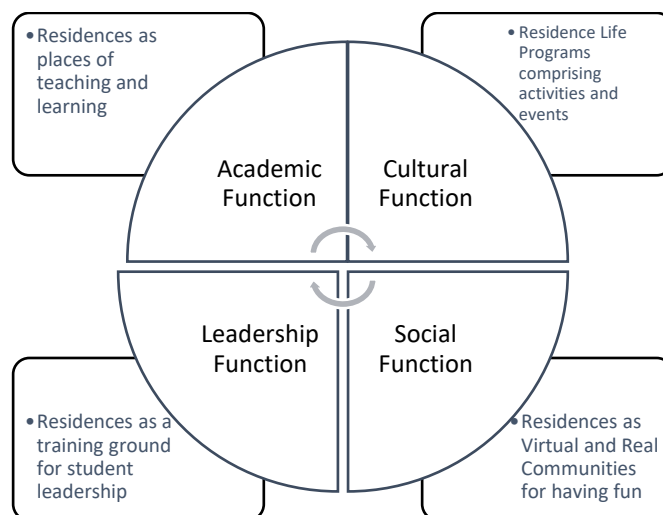 •Residences as
places of
teaching and
learning
•Residence Life
Programs
comprising
activities and
events
Academic
Function
Cultural
Function
Leadership
Function
Social
Function
•Residences as a
training ground
for student
leadership
•Residences as
Virtual and Real
Communities
for having fun